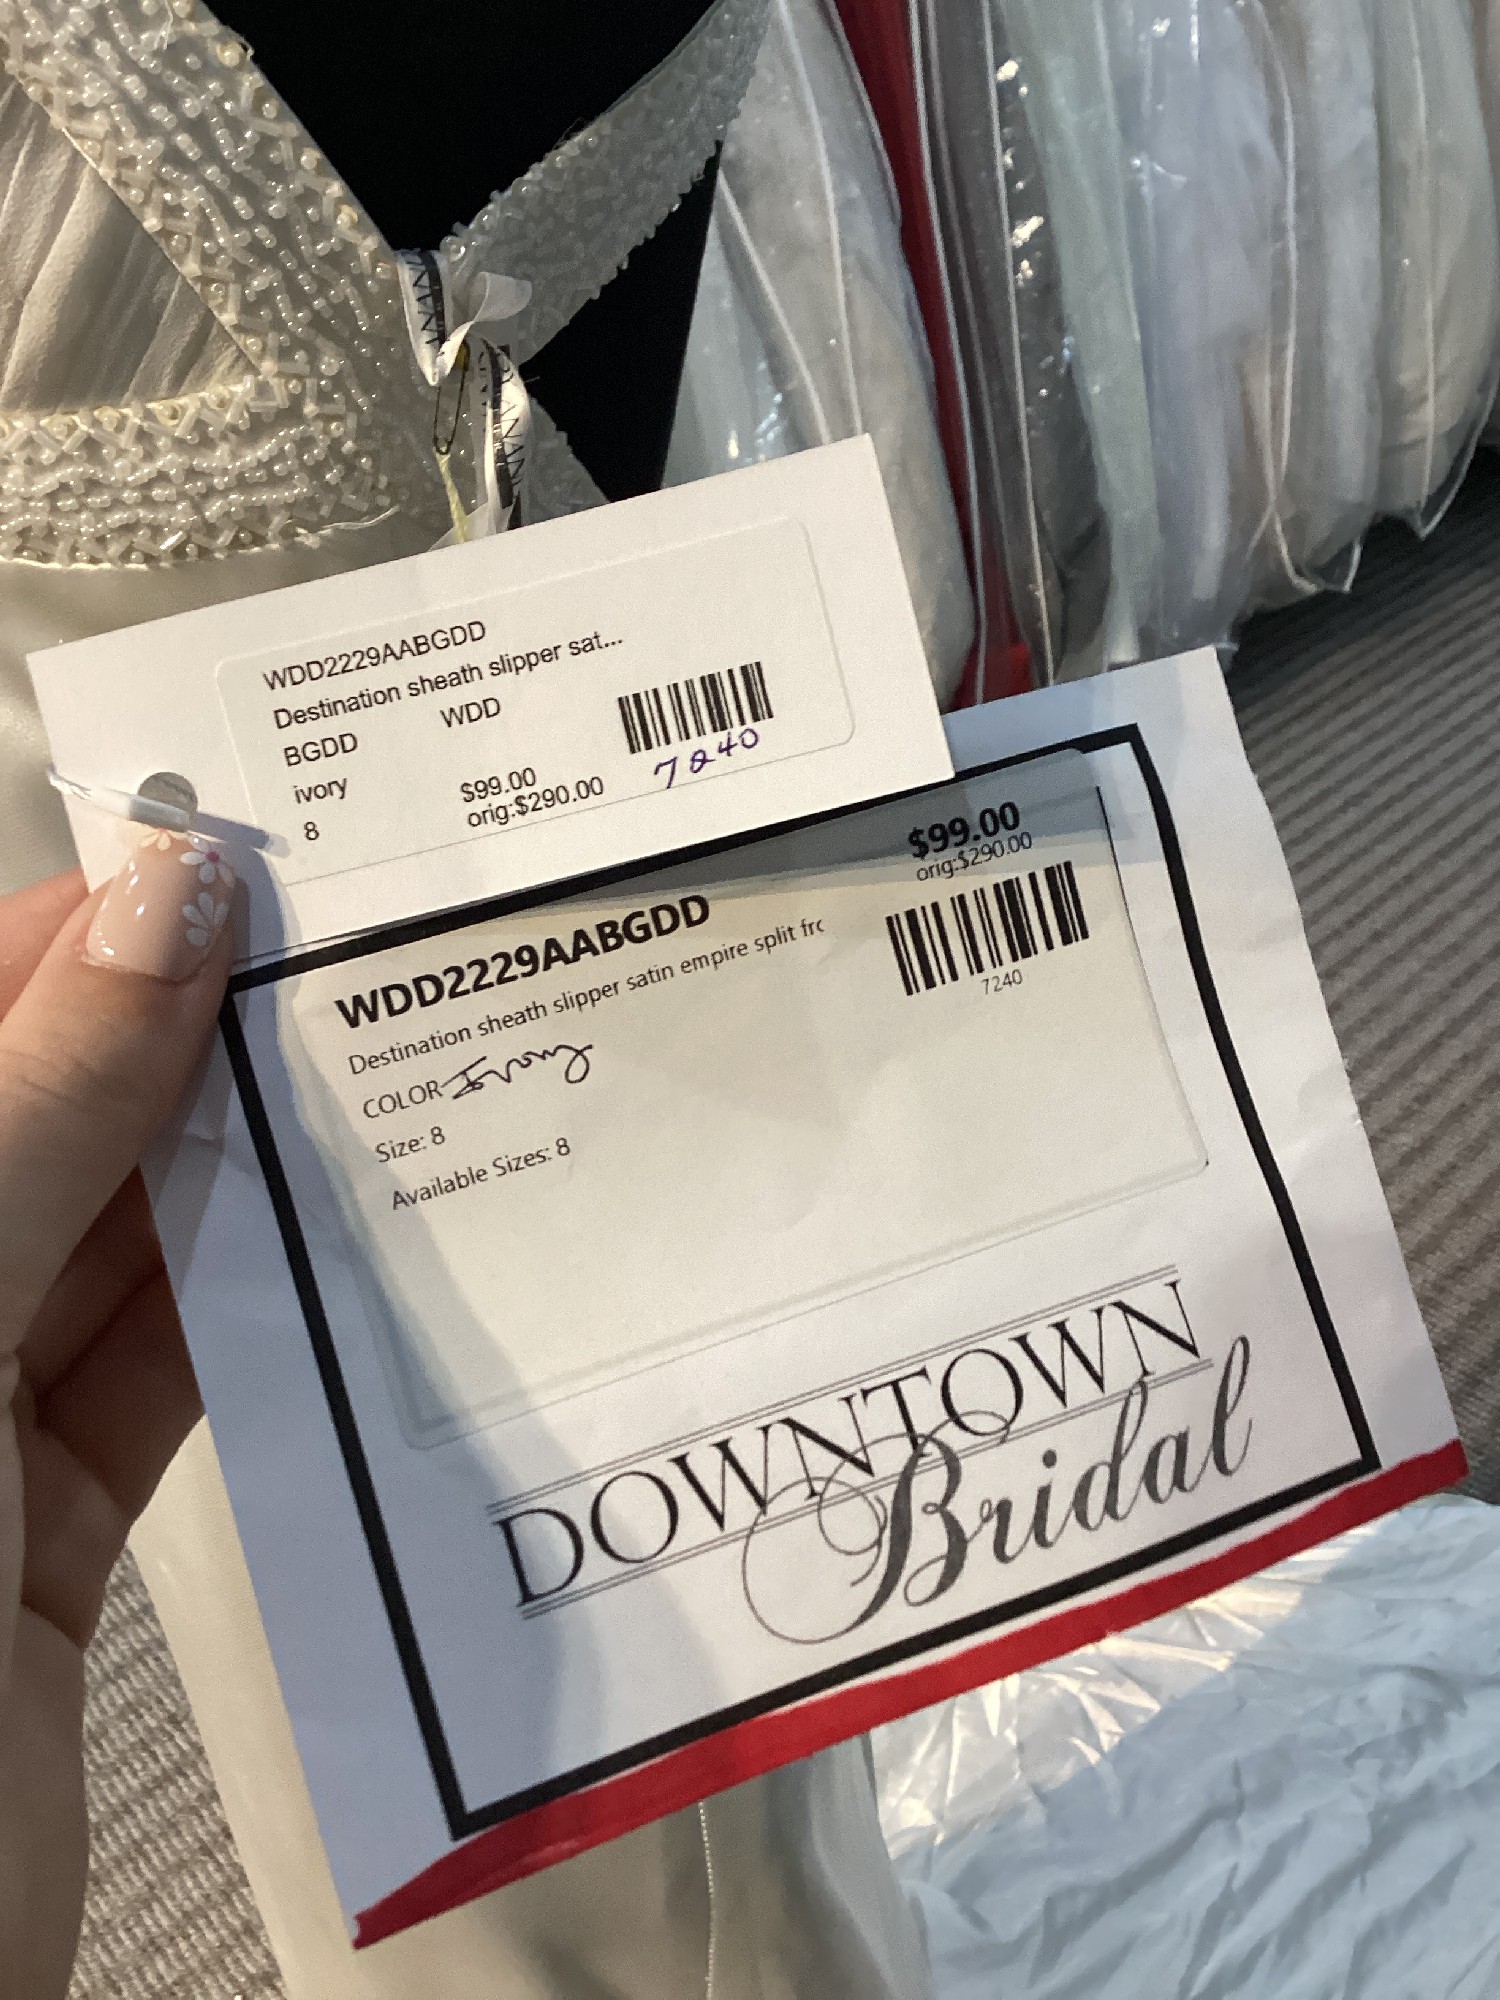 WDD2229AABGDD
Destination sheath slipper sat...
BGDD WDD
ivory
8
$99.00
orig:$290.00
7240
$99.00
orig:$290.00
7240
WDD2229AABGDD
Destination sheath slipper satin empire split frc
COLOR Ivory
Size: 8
Available Sizes: 8
DOWNTOWN
Bridal